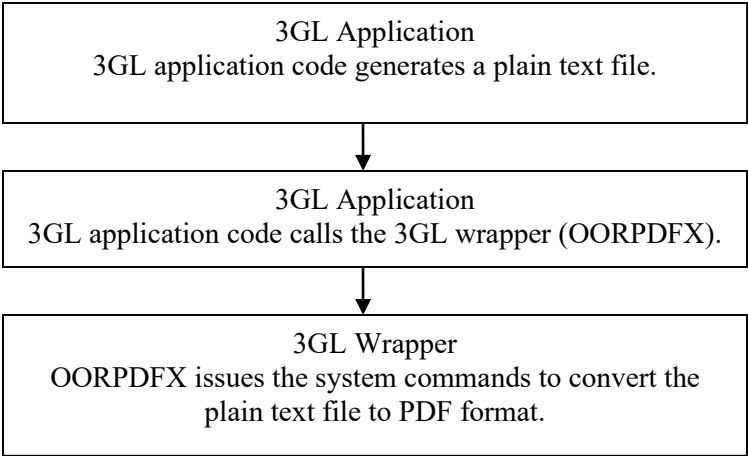 3GL Application
3GL application code generates a plain text file.
3GL Application
3GL application code calls the 3GL wrapper (OORPDFX).
3GL Wrapper
OORPDFX issues the system commands to convert the
plain text file to PDF format.